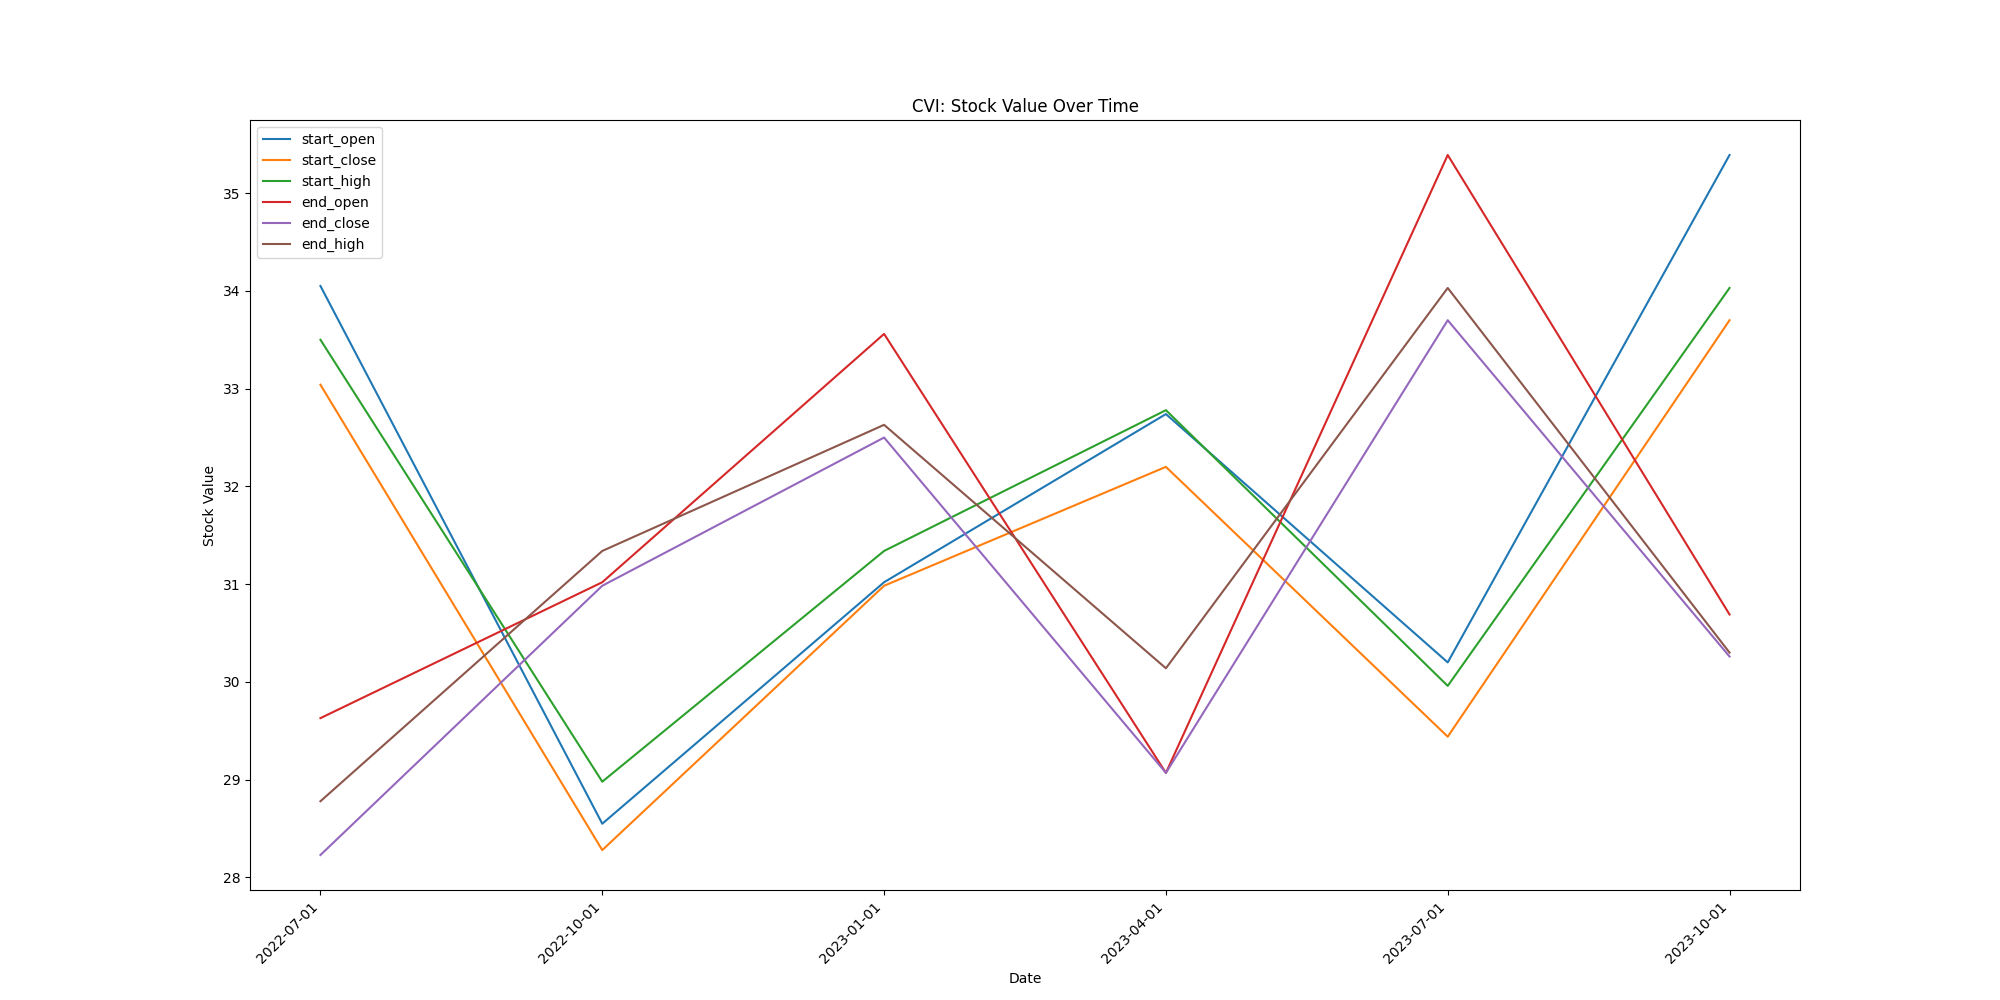 CVI: Stock Value Over Time
start_open
start_close
start_high
end_open
end_close
end_high
Stock Value
35
34
33
32
31
30
29
28
2022-07-01
2022-10-01
2023-01-01
2023-04-01
2023-07-01
2023-10-01
Date